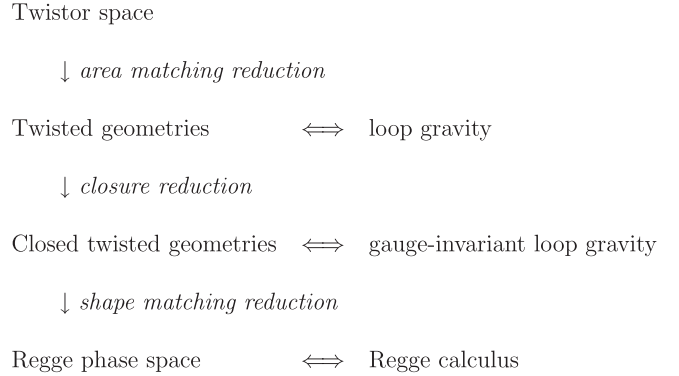 Twistor space
↓ area matching reduction
Twisted geometries ⟺ loop gravity
↓ closure reduction
Closed twisted geometries ⟺ gauge-invariant loop gravity
↓ shape matching reduction
Regge phase space ⟺ Regge calculus